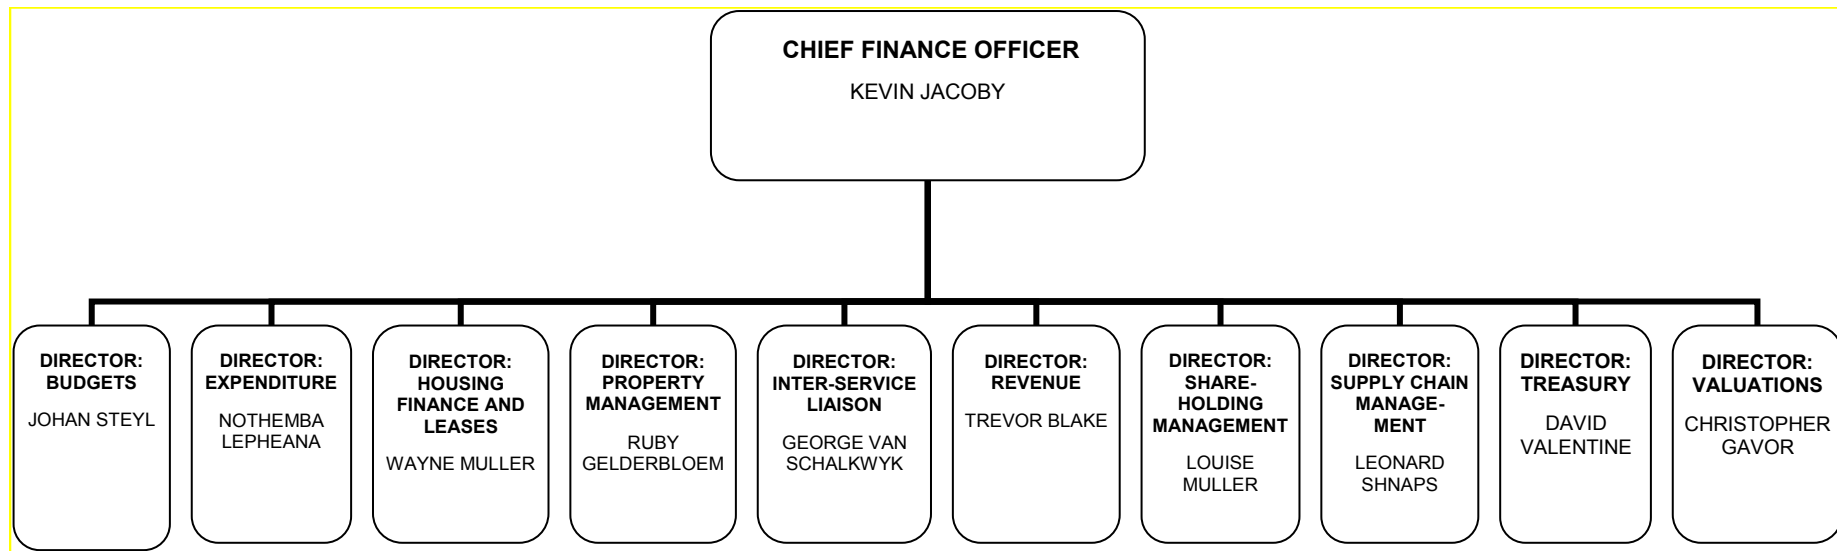 CHIEF FINANCE OFFICER
KEVIN JACOBY
DIRECTOR:
BUDGETS
JOHAN STEYL
DIRECTOR:
EXPENDITURE
NOTHEMBA
LEPHEANA
DIRECTOR:
HOUSING
FINANCE AND
LEASES
WAYNE MULLER
DIRECTOR:
PROPERTY
MANAGEMENT
RUBY
GELDERBLOEM
DIRECTOR:
INTER-SERVICE
LIAISON
GEORGE VAN
SCHALKWYK
DIRECTOR:
REVENUE
TREVOR BLAKE
DIRECTOR:
SHARE-
HOLDING
MANAGEMENT
LOUISE
MULLER
DIRECTOR:
SUPPLY CHAIN
MANAGE-
MENT
LEONARD
SHNAPS
DIRECTOR:
TREASURY
DAVID
VALENTINE
DIRECTOR:
VALUATIONS
CHRISTOPHER
GAVOR